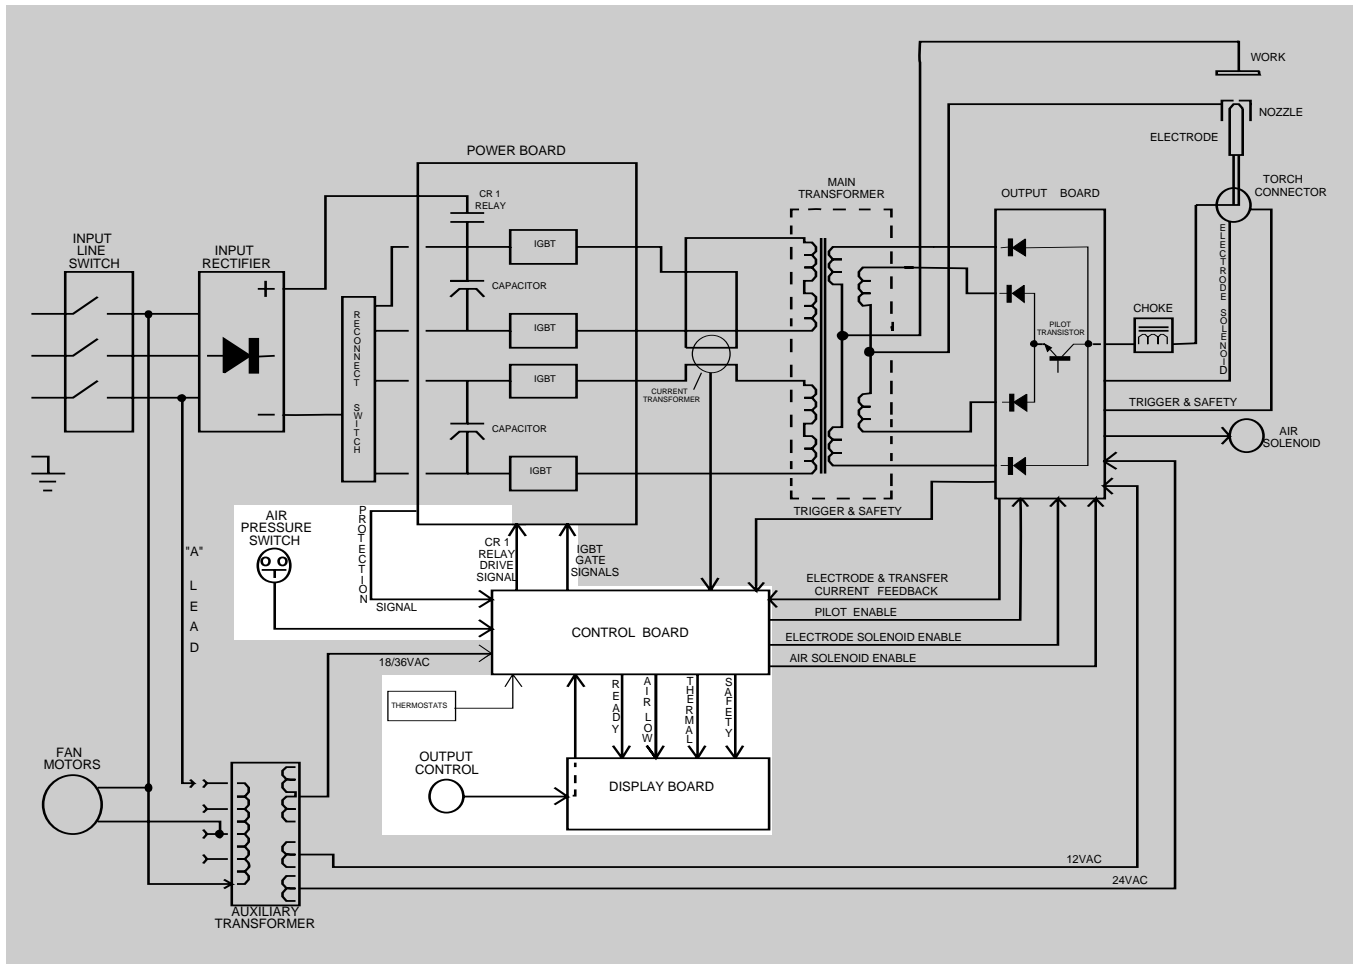 WORK
NOZZLE
ELECTRODE
POWER BOARD
MAIN
TRANSFORMER
OUTPUT BOARD
TORCH
CONNECTOR
CR 1
RELAY
INPUT
LINE
SWITCH
INPUT
RECTIFIER
+
−
IGBT
CAPACITOR
IGBT
IGBT
CAPACITOR
IGBT
RECONNECT SWITCH
CURRENT
TRANSFORMER
PILOT
TRANSISTOR
CHOKE
ELECTRODE SOLENOID
TRIGGER & SAFETY
AIR
SOLENOID
TRIGGER & SAFETY
AIR
PRESSURE
SWITCH
PROTECTION
SIGNAL
CR 1
RELAY
DRIVE
SIGNAL
IGBT
GATE
SIGNALS
"A"
LEAD
ELECTRODE & TRANSFER
CURRENT FEEDBACK
PILOT ENABLE
CONTROL BOARD
ELECTRODE SOLENOID ENABLE
AIR SOLENOID ENABLE
18/36VAC
THERMOSTATS
READY
AIR LOW
THERMAL
SAFETY
OUTPUT
CONTROL
DISPLAY BOARD
FAN
MOTORS
12VAC
24VAC
AUXILIARY
TRANSFORMER